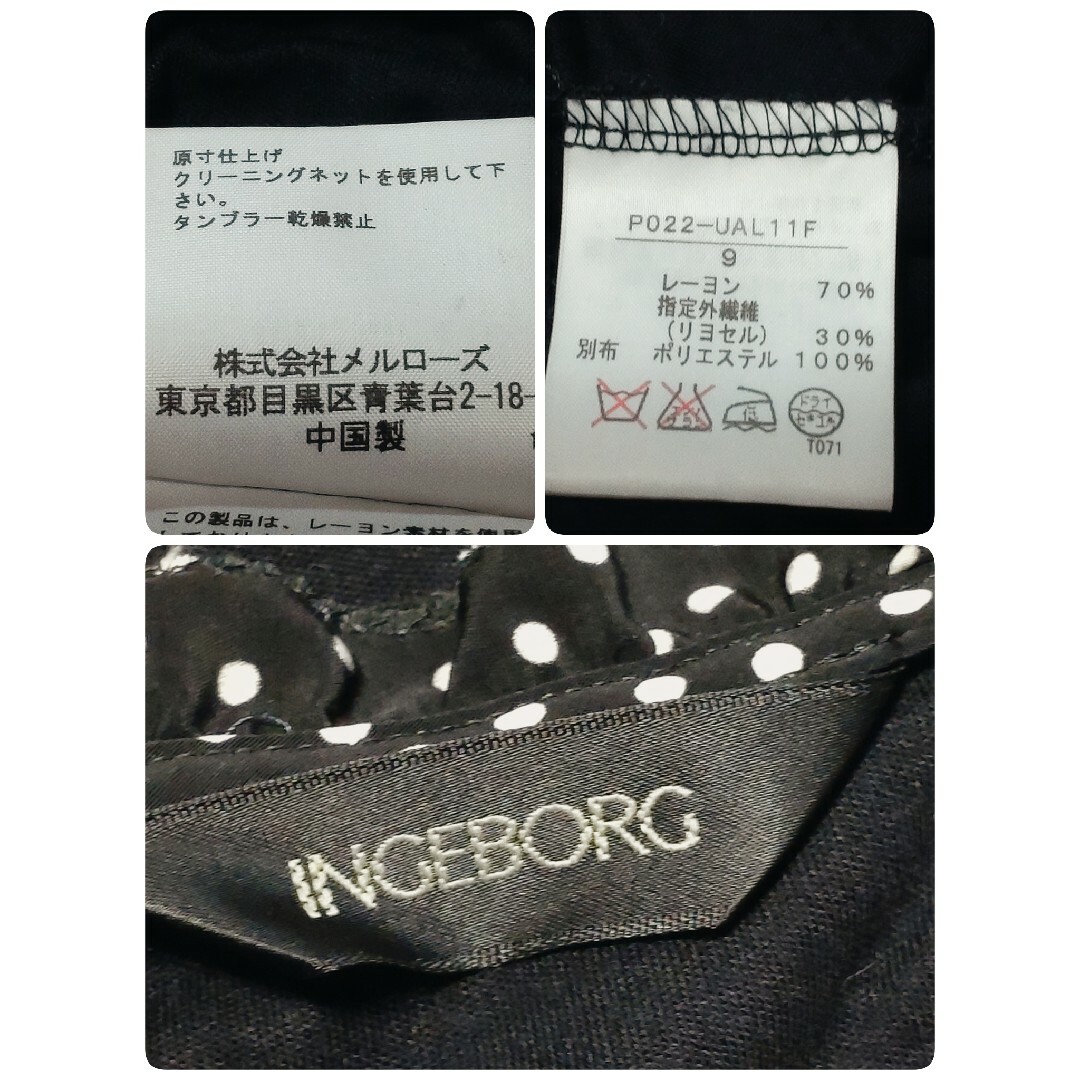 原寸仕上げ
クリーニングネットを使用して下
さい。
タンブラー乾燥禁止
株式会社メルローズ
東京都目黒区青葉台2-18-
中国製
この製品は、レーヨン素材を使用
P022-UAL11F
9
レーヨン 70%
指定外繊維
(リヨセル) 30%
別布 ポリエステル 100%
低
ドライ
セキユ系
T071
INGEBORG